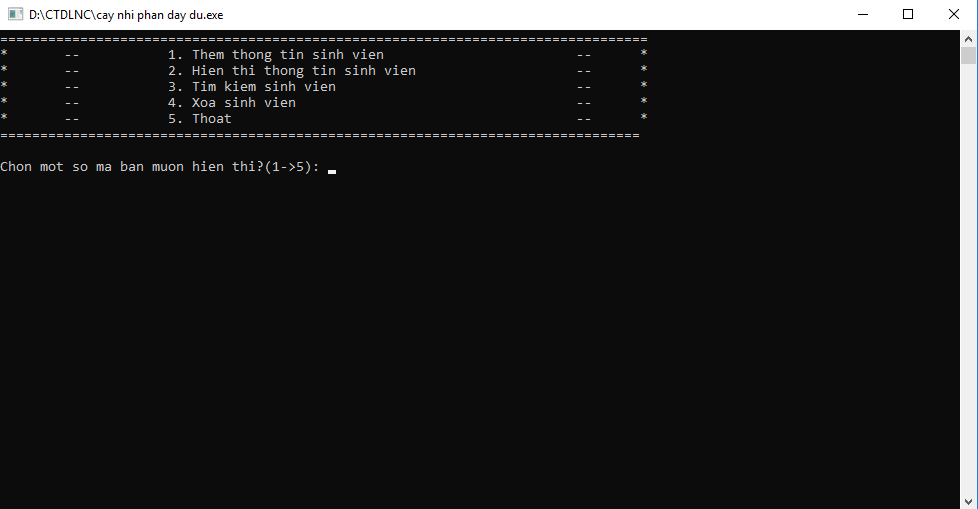 D:\CTDLNC\cay nhi phan day du.exe
=================================================================================
* -- 1. Them thong tin sinh vien -- *
* -- 2. Hien thi thong tin sinh vien -- *
* -- 3. Tim kiem sinh vien -- *
* -- 4. Xoa sinh vien -- *
* -- 5. Thoat -- *
================================================================================
Chon mot so ma ban muon hien thi?(1->5):